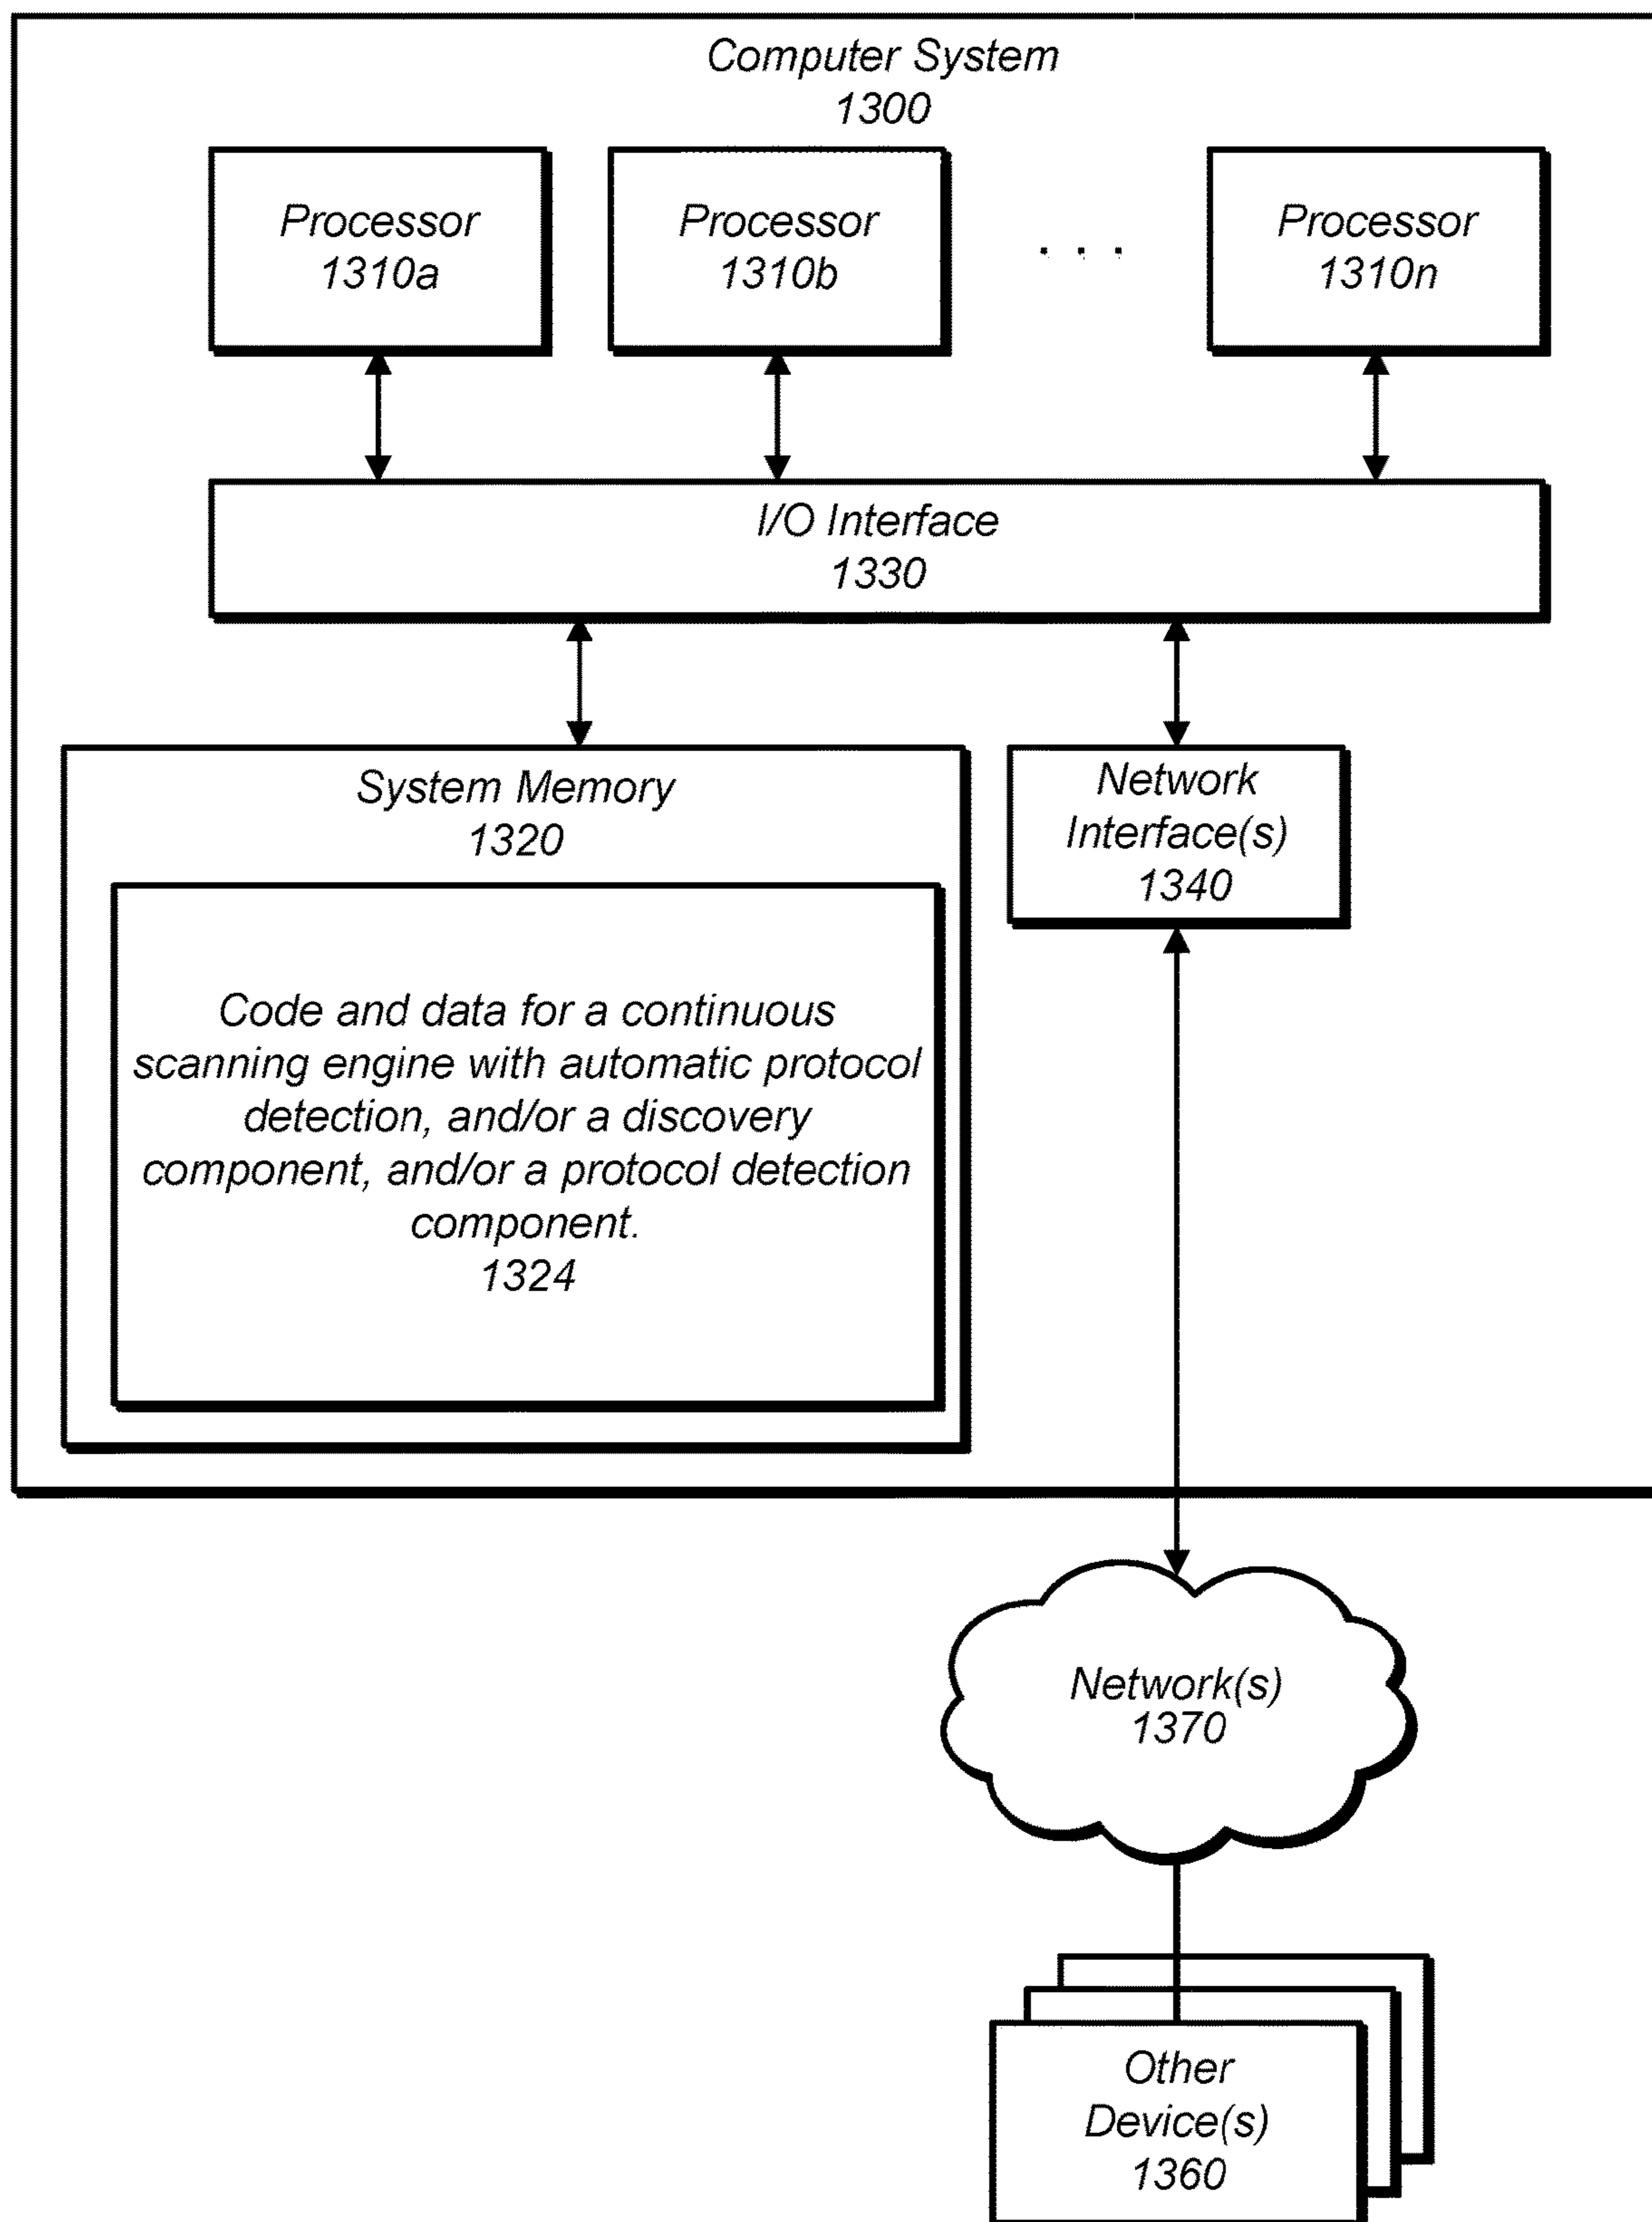 Computer System
1300
Processor
1310a
Processor
1310b
. . .
Processor
1310n
I/O Interface
1330
System Memory
1320
Network
Interface(s)
1340
Code and data for a continuous
scanning engine with automatic protocol
detection, and/or a discovery
component, and/or a protocol detection
component.
1324
Network(s)
1370
Other
Device(s)
1360